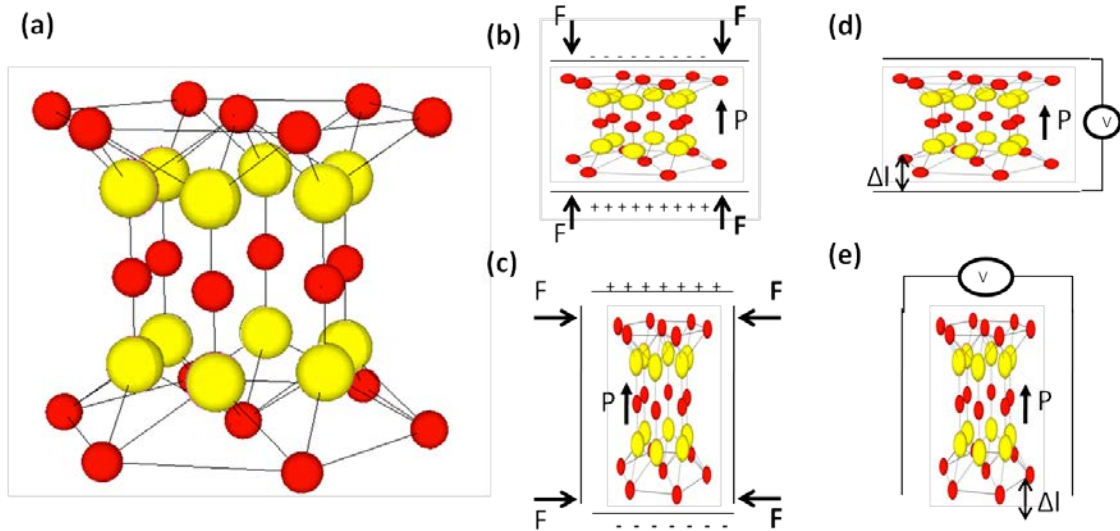 (a)
(b)
F F
- - - - - - - - -
P
+ + + + + + + + +
F F
(c)
+ + + + + + +
F F
P
F F
- - - - - - -
(d)
V
P
Δl
(e)
V
P
Δl